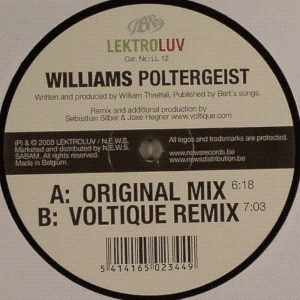 SABAM
LEKTROLUV
Cat. Nr.: LL 12
WILLIAMS POLTERGEIST
Written and produced by William Threlfall, Published by Bert's songs.
Remix and additional production by
Sebastian Silber & Joxe Hegner www.voltique.com
(P) & © 2008 LEKTROLUV / N.E.W.S.
Marketed and distributed by N.E.W.S.
SABAM. All rights reserved.
Made in Belgium.
All logos and trademarks are protected.
www.newsrecords.be
www.newsdistribution.be
A: ORIGINAL MIX 6:18
B: VOLTIQUE REMIX 7:03
5 414165 023449